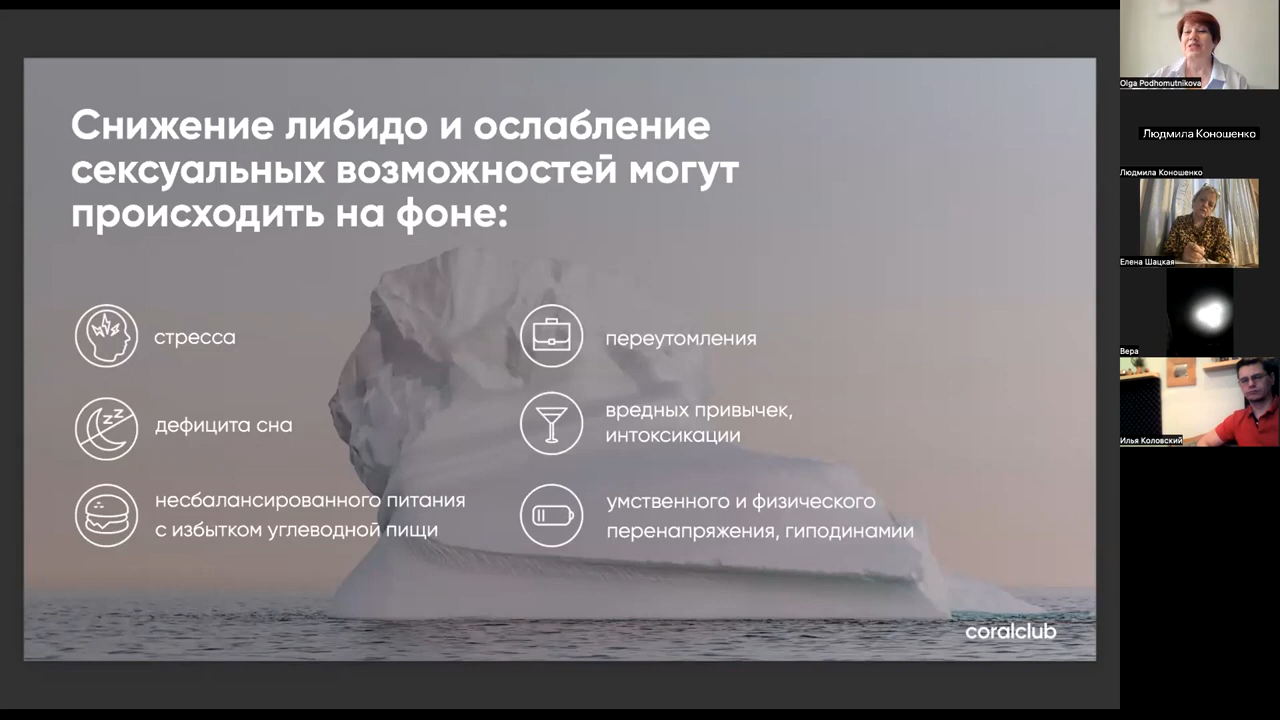 Снижение либидо и ослабление
сексуальных возможностей могут
происходить на фоне:
стресса
дефицита сна
несбалансированного питания
с избытком углеводной пищи
переутомления
вредных привычек,
интоксикации
умственного и физического
перенапряжения, гиподинамии
coralclub
Olga Podhomutnikova
Людмила Коношенко
Людмила Коношенко
Елена Шацкая
Вера
Илья Коловский